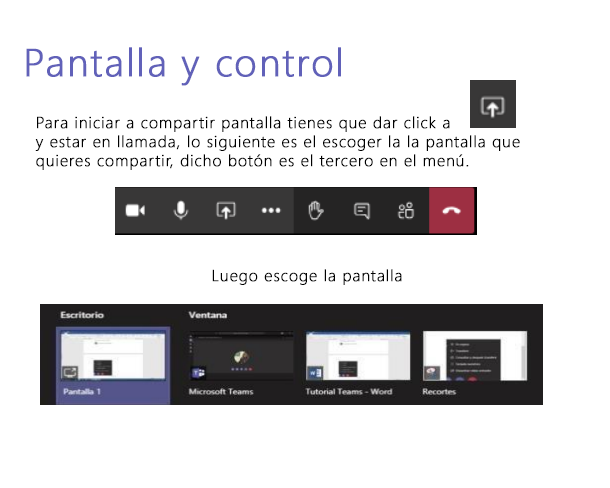 Pantalla y control
Para iniciar a compartir pantalla tienes que dar click a
y estar en llamada, lo siguiente es el escoger la la pantalla que
quieres compartir, dicho botón es el tercero en el menú.
Luego escoge la pantalla
Escritorio Ventana
Pantalla 1 Microsoft Teams Tutorial Teams - Word Recortes